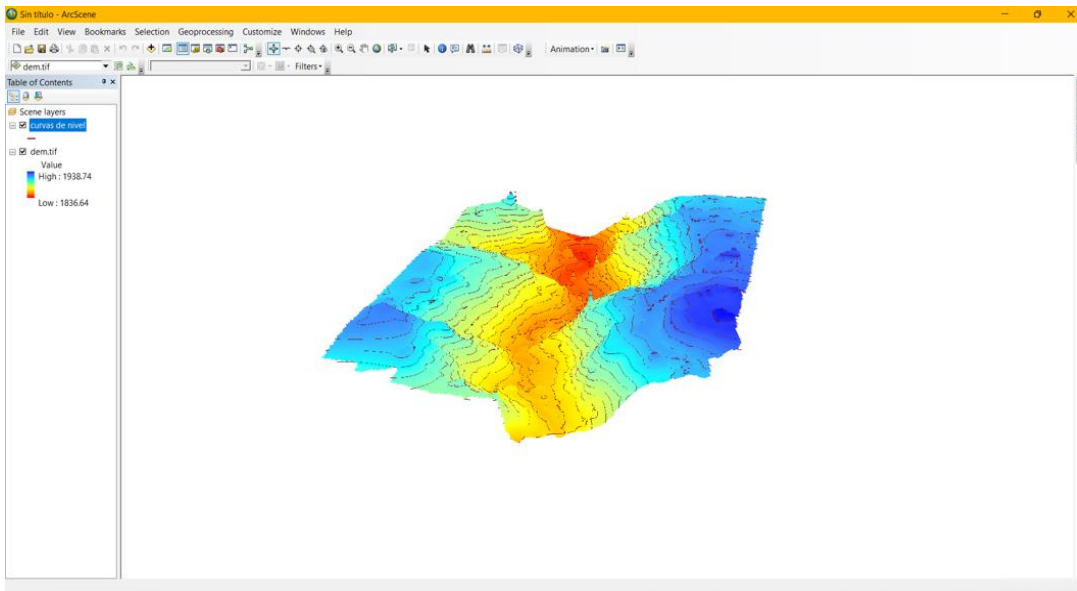 Sin título - ArcScene
File Edit View Bookmarks Selection Geoprocessing Customize Windows Help
Animation
dem.tif
Filters
Table of Contents
Scene layers
curvas de nivel
dem.tif
Value
High : 1938.74
Low : 1836.64